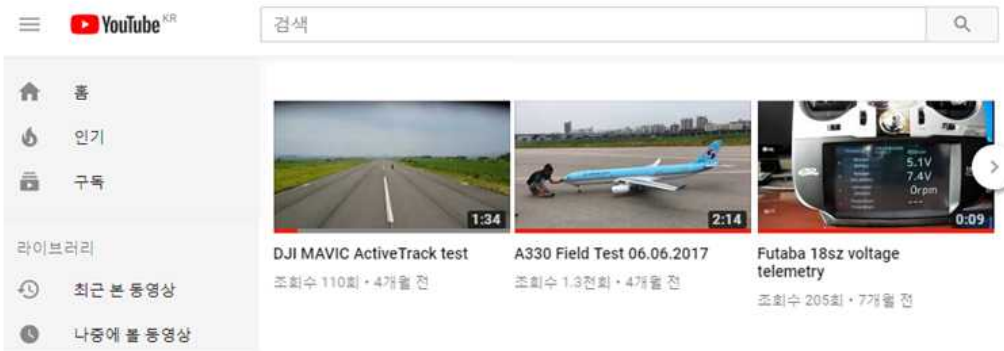 YouTube KR
검색
홈
인기
구독
라이브러리
최근 본 동영상
나중에 볼 동영상
1:34
DJI MAVIC ActiveTrack test
조회수 110회 • 4개월 전
2:14
A330 Field Test 06.06.2017
조회수 1.3천회 • 4개월 전
5.1V
7.4V
0rpm
0:09
Futaba 18sz voltage
telemetry
조회수 205회 • 7개월 전